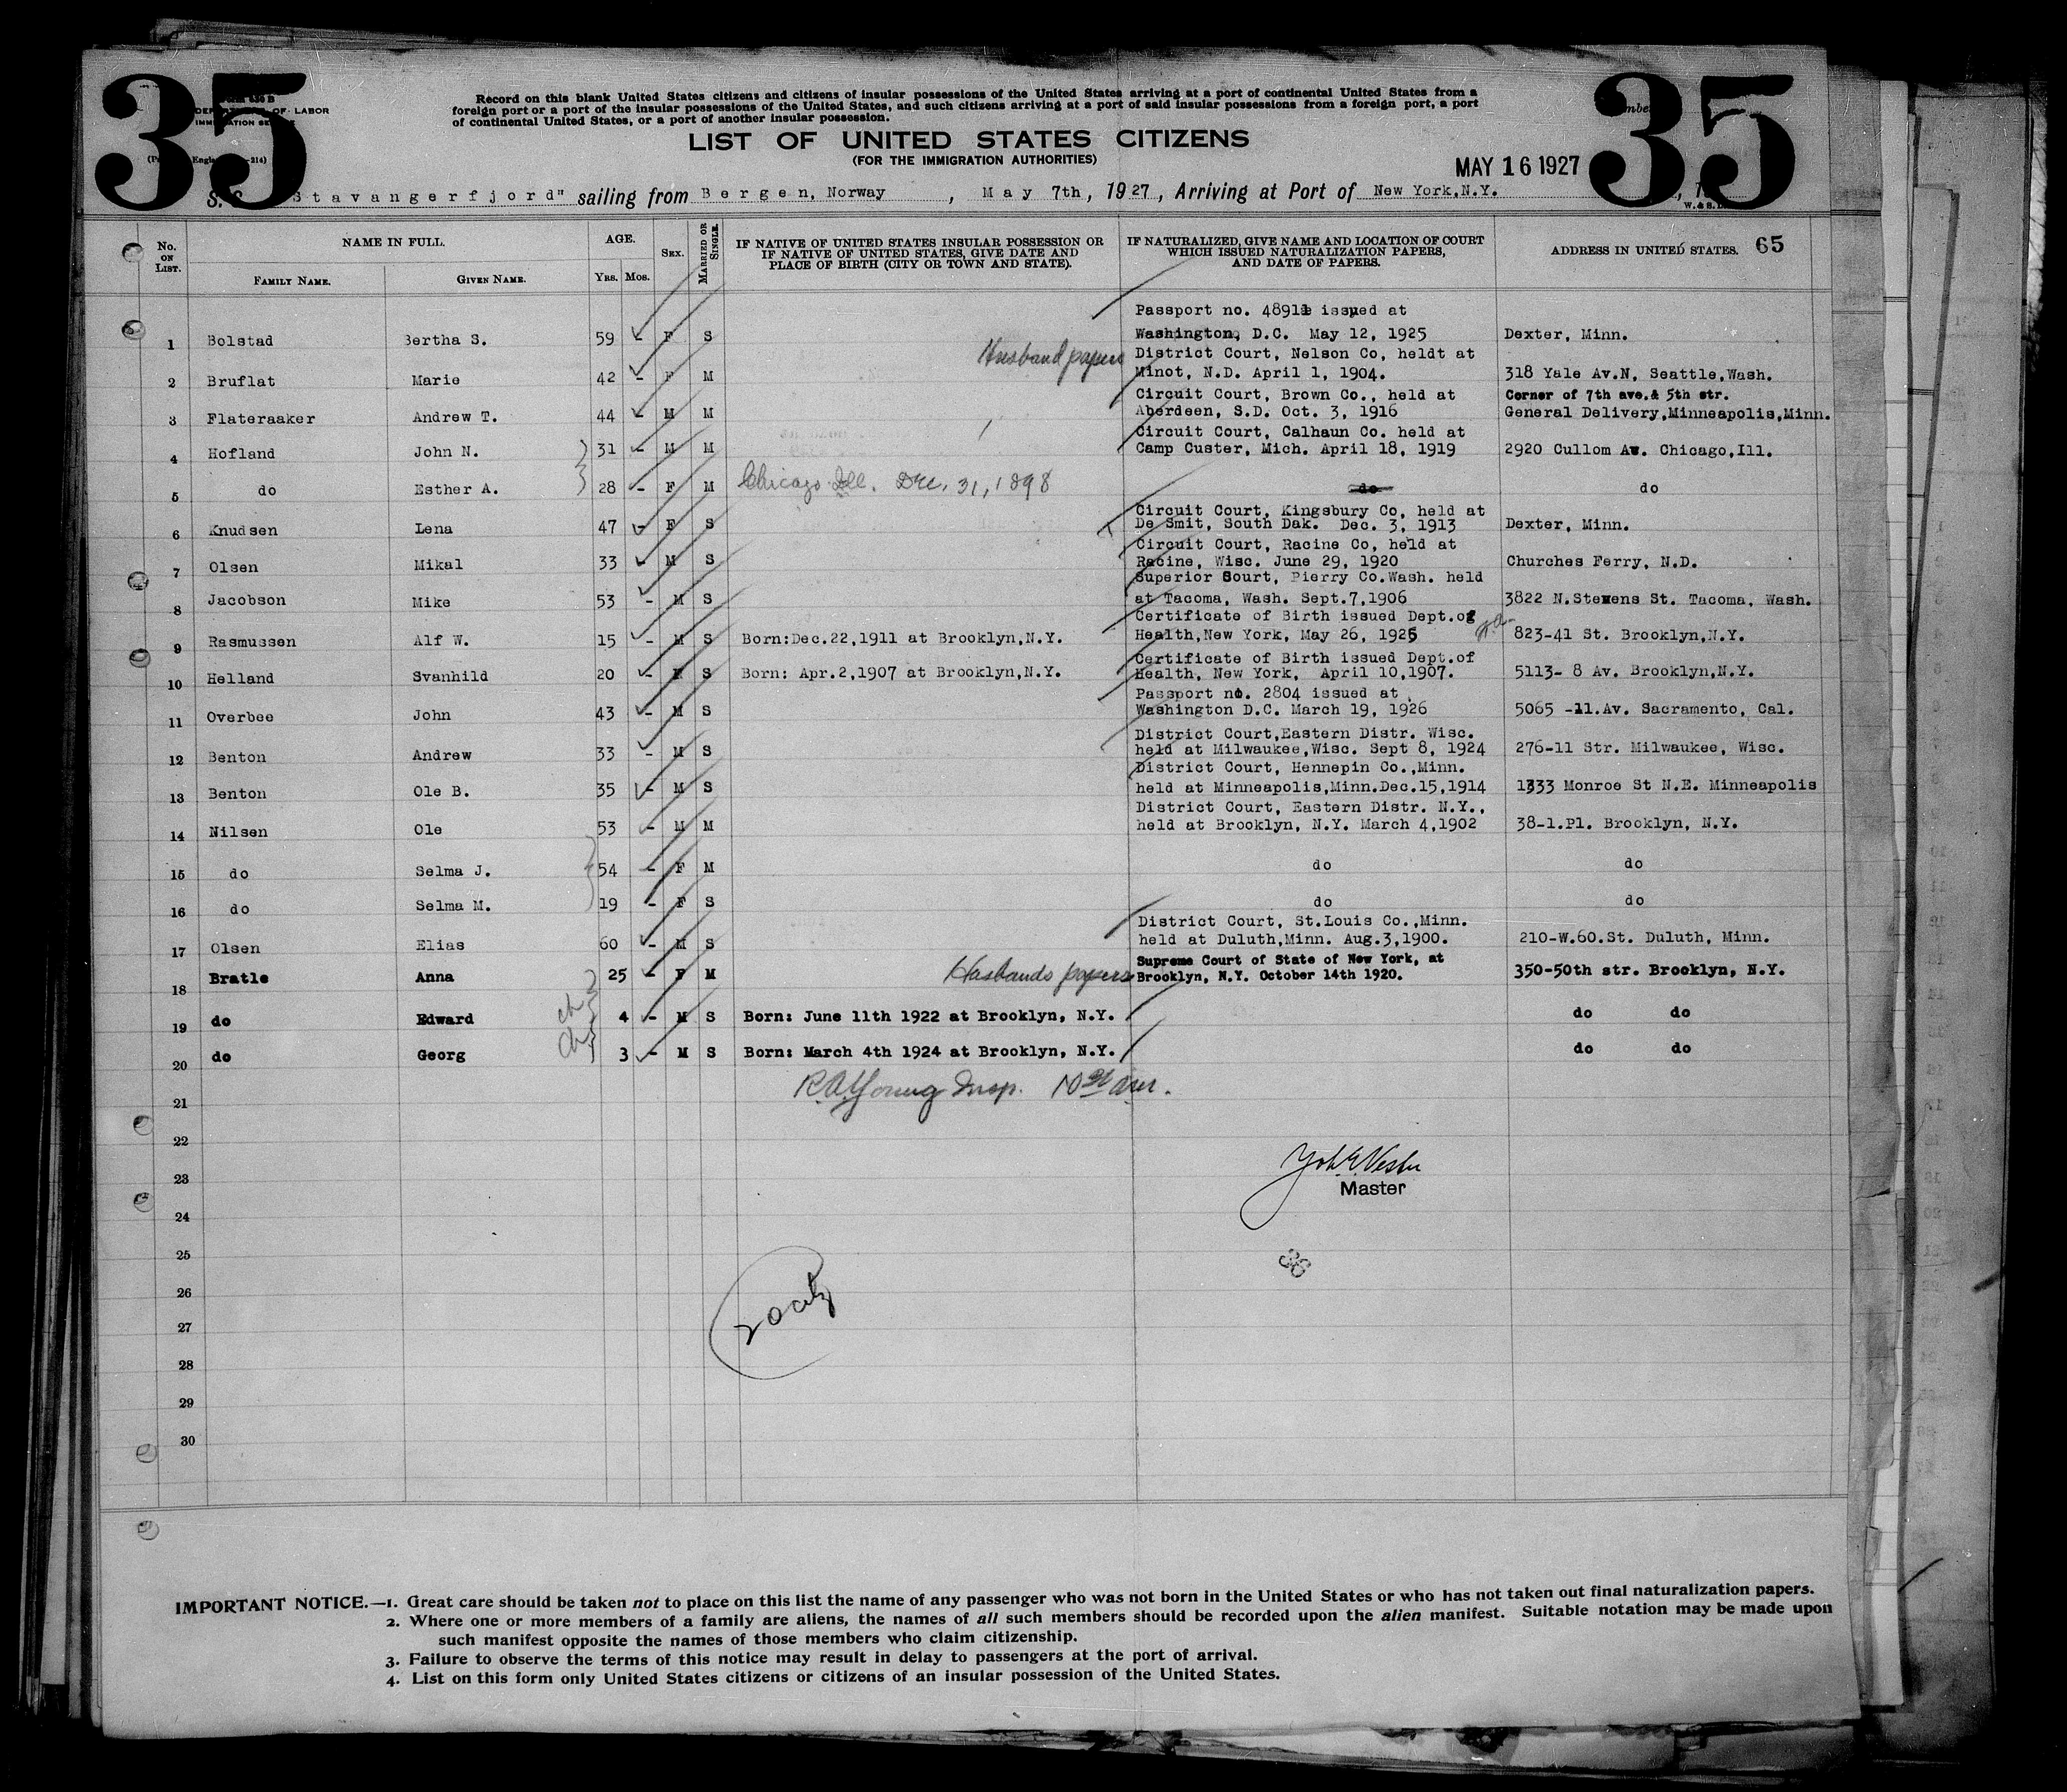 35
35
DEPARTMENT OF LABOR
Record on this blank United States citizens and citizens of insular possessions of the United States arriving at a port of continental United States from a
foreign port or a port of the insular possessions of the United States, and such citizens arriving at a port of said insular possessions from a foreign port, a port
of continental United States, or a port of another insular possession.
LIST OF UNITED STATES CITIZENS
(FOR THE IMMIGRATION AUTHORITIES)
MAY 16 1927
Stavangerfjord" sailing from Bergen, Norway, May 7th, 1927, Arriving at Port of New York, N.Y.
No. ON LIST.
NAME IN FULL.
FAMILY NAME. GIVEN NAME.
AGE.
YRS. MOS.
SEX.
MARRIED OR SINGLE.
IF NATIVE OF UNITED STATES INSULAR POSSESSION OR
IF NATIVE OF UNITED STATES, GIVE DATE AND
PLACE OF BIRTH (CITY OR TOWN AND STATE).
IF NATURALIZED, GIVE NAME AND LOCATION OF COURT
WHICH ISSUED NATURALIZATION PAPERS,
AND DATE OF PAPERS.
ADDRESS IN UNITED STATES. 65
Passport no. 48911 issued at
1 Bolstad Bertha S. 59 - F S Washington, D.C. May 12, 1925 Dexter, Minn.
Husband papers District Court, Nelson Co, heldt at
2 Bruflat Marie 42 - F M Minot, N.D. April 1, 1904. 318 Yale Av.N, Seattle,Wash.
Circuit Court, Brown Co., held at Corner of 7th ave.& 5th str.
3 Flateraaker Andrew T. 44 - M M Aberdeen, S.D. Oct. 3, 1916 General Delivery,Minneapolis,Minn.
Circuit Court, Calhaun Co. held at
4 Hofland John N. 31 - M M Camp Custer, Mich. April 18, 1919 2920 Cullom Av. Chicago,Ill.
5 do Esther A. 28 - F M Chicago Ill. Dec. 31, 1898 do do
Circuit Court, Kingsbury Co, held at
6 Knudsen Lena 47 - F S De Smit, South Dak. Dec. 3, 1913 Dexter, Minn.
Circuit Court, Racine Co, held at
7 Olsen Mikal 33 - M S Racine, Wisc. June 29, 1920 Churches Ferry, N.D.
Superior Sourt, Pierry Co.Wash. held
8 Jacobson Mike 53 - M S at Tacoma, Wash. Sept.7,1906 3822 N.Stevens St. Tacoma, Wash.
Certificate of Birth issued Dept.of
9 Rasmussen Alf W. 15 - M S Born:Dec.22,1911 at Brooklyn,N.Y. Health,New York, May 26, 1925 823-41 St. Brooklyn,N.Y.
Certificate of Birth issued Dept.of
10 Helland Svanhild 20 - F S Born: Apr.2,1907 at Brooklyn,N.Y. Health, New York, April 10,1907. 5113- 8 Av. Brooklyn,N.Y.
Passport no. 2804 issued at
11 Overbee John 43 - M S Washington D.C. March 19, 1926 5065 -11.Av. Sacramento, Cal.
District Court,Eastern Distr. Wisc.
12 Benton Andrew 33 - M S held at Milwaukee,Wisc. Sept 8, 1924 276-11 Str. Milwaukee, Wisc.
District Court, Hennepin Co.,Minn.
13 Benton Ole B. 35 - M S held at Minneapolis,Minn.Dec.15,1914 1333 Monroe St N.E. Minneapolis
District Court, Eastern Distr. N.Y.,
14 Nilsen Ole 53 - M M held at Brooklyn, N.Y. March 4,1902 38-1.Pl. Brooklyn, N.Y.
15 do Selma J. 54 - F M do do
16 do Selma M. 19 - F S do do
District Court, St.Louis Co.,Minn.
17 Olsen Elias 60 - M S held at Duluth,Minn. Aug.3,1900. 210-W.60.St. Duluth, Minn.
Supreme Court of State of New York, at
18 Bratle Anna 25 - F M Husbands papers Brooklyn, N.Y. October 14th 1920. 350-50th str. Brooklyn, N.Y.
19 do Edward ch 4 - M S Born: June 11th 1922 at Brooklyn, N.Y. do do
20 do Georg ch 3 - M S Born: March 4th 1924 at Brooklyn, N.Y. do do
21 R.A. Young Insp.
22
23
Master
24
25
26
27
28
29
30
IMPORTANT NOTICE.—1. Great care should be taken not to place on this list the name of any passenger who was not born in the United States or who has not taken out final naturalization papers.
2. Where one or more members of a family are aliens, the names of all such members should be recorded upon the alien manifest. Suitable notation may be made upon
such manifest opposite the names of those members who claim citizenship.
3. Failure to observe the terms of this notice may result in delay to passengers at the port of arrival.
4. List on this form only United States citizens or citizens of an insular possession of the United States.